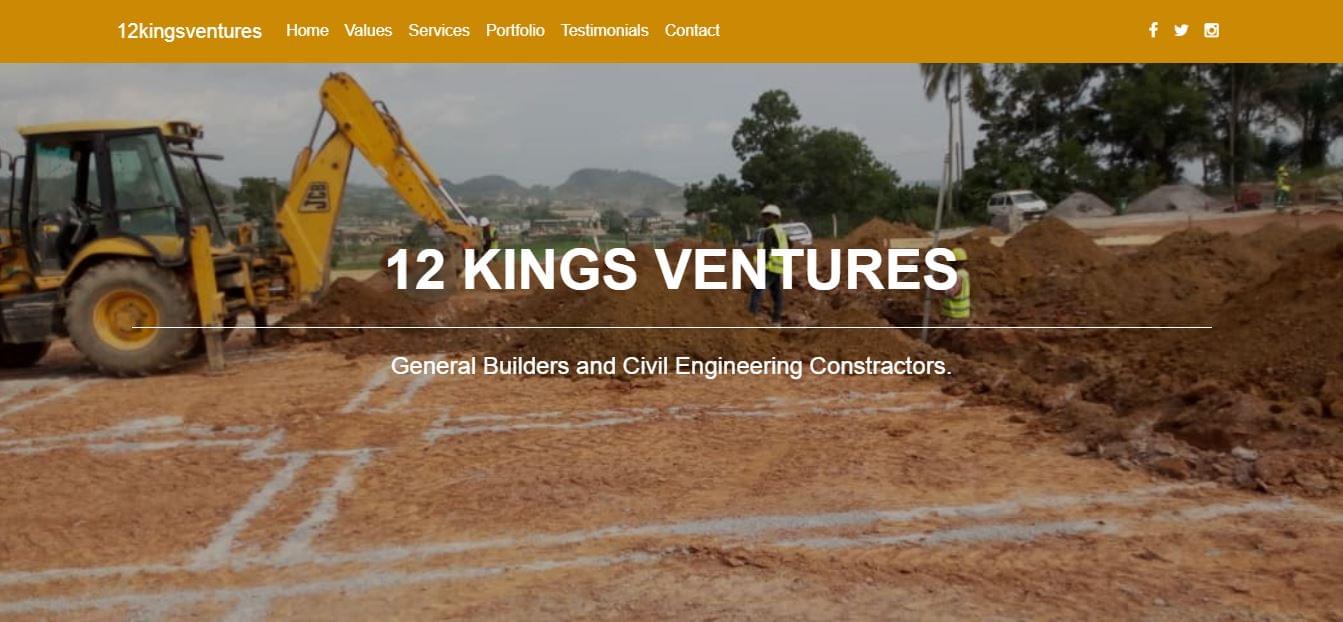 12kingsventures Home Values Services Portfolio Testimonials Contact
JCB
12 KINGS VENTURES
General Builders and Civil Engineering Constractors.